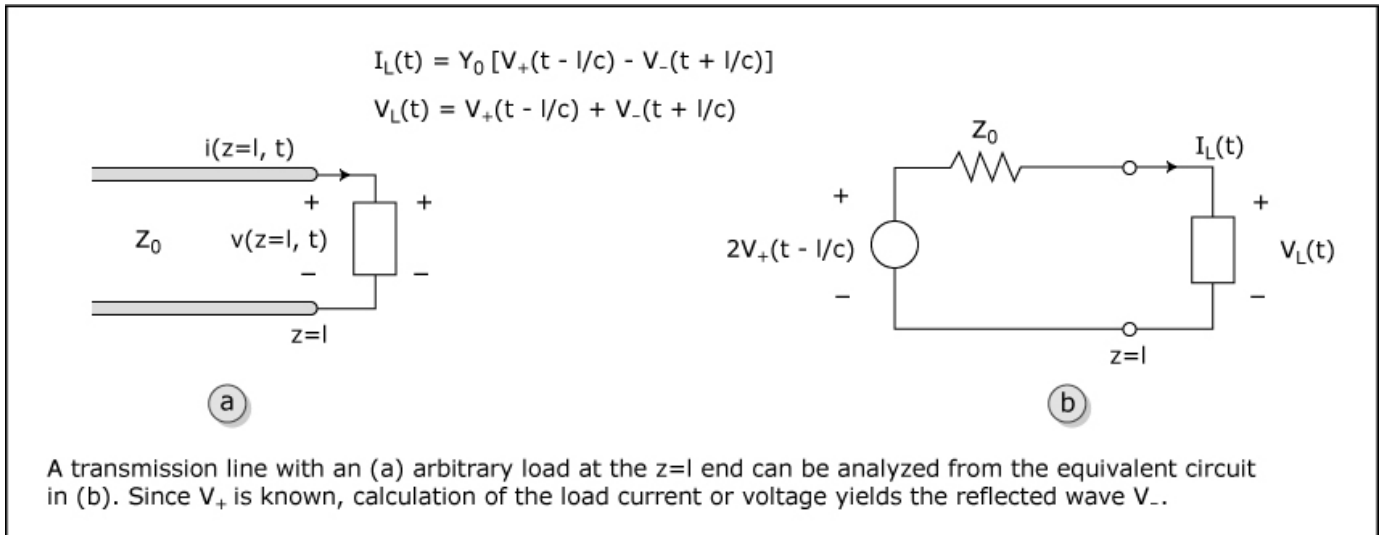 I_L(t) = Y_0 [V_+(t - l/c) - V_-(t + l/c)]
V_L(t) = V_+(t - l/c) + V_-(t + l/c)
i(z=l, t)
+
+
Z_0
v(z=l, t)
−
−
z=l
a
Z_0
I_L(t)
+
+
2V_+(t - l/c)
V_L(t)
−
−
z=l
b
A transmission line with an (a) arbitrary load at the z=l end can be analyzed from the equivalent circuit
in (b). Since V_+ is known, calculation of the load current or voltage yields the reflected wave V_-.